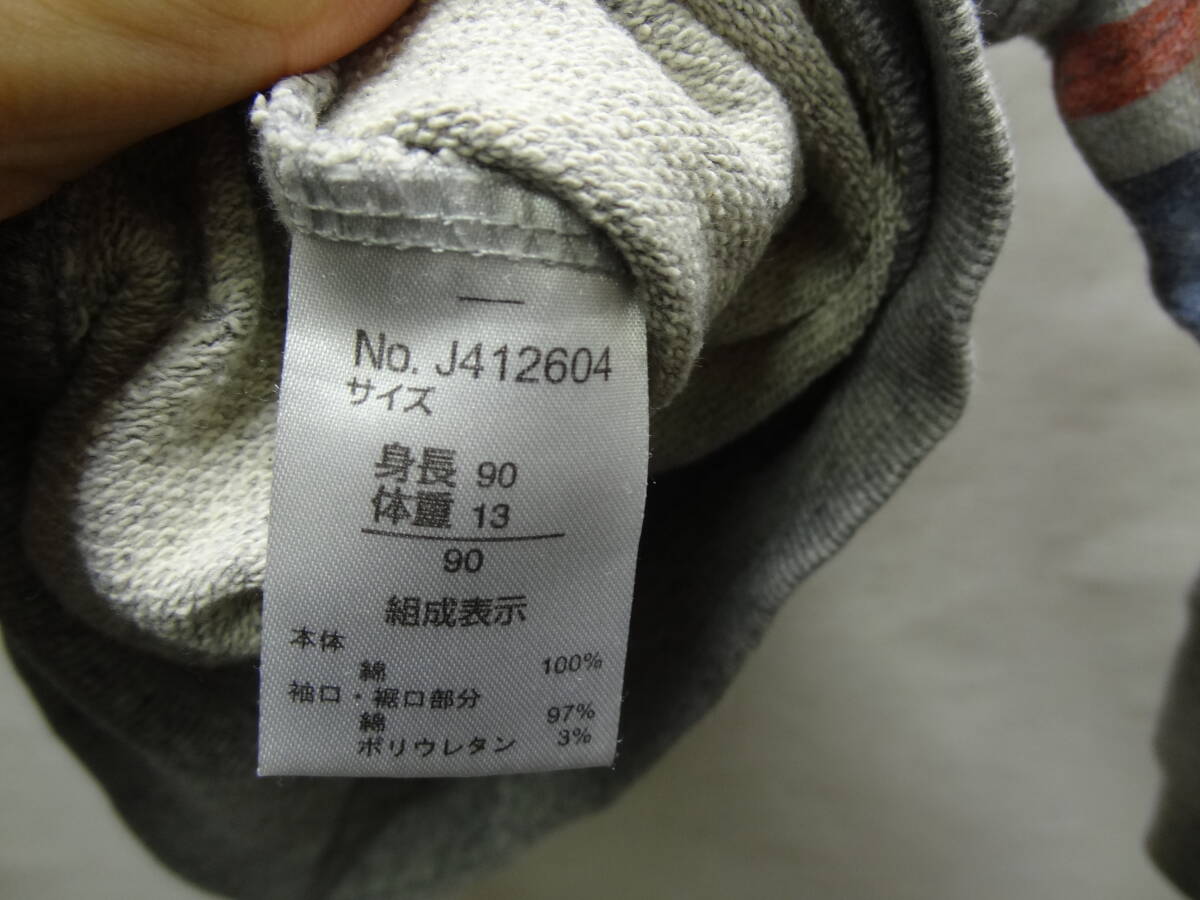 No. J412604
サイズ
身長 90
体重 13
90
組成表示
本体
綿 100%
袖口・裾口部分
綿 97%
ポリウレタン 3%